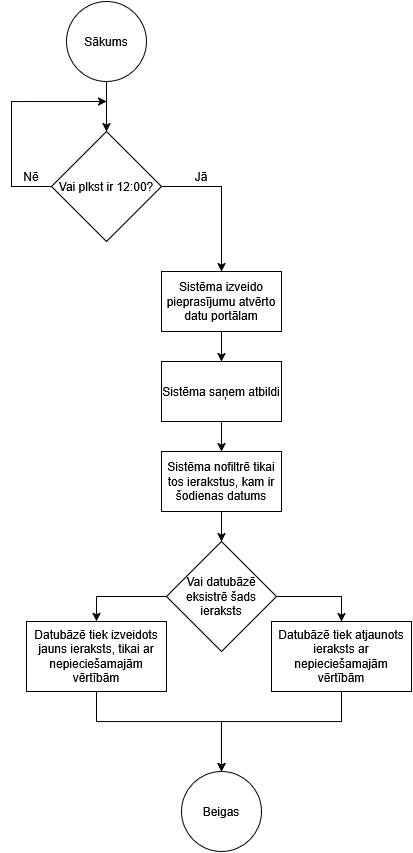 Sākums
Nē
Vai plkst ir 12:00?
Jā
Sistēma izveido
pieprasījumu atvērto
datu portālam
Sistēma saņem atbildi
Sistēma nofiltrē tikai
tos ierakstus, kam ir
šodienas datums
Vai datubāzē
eksistrē šāds
ieraksts
Datubāzē tiek izveidots
jauns ieraksts, tikai ar
nepieciešamajām
vērtībām
Datubāzē tiek atjaunots
ieraksts ar
nepieciešamajām
vērtībām
Beigas